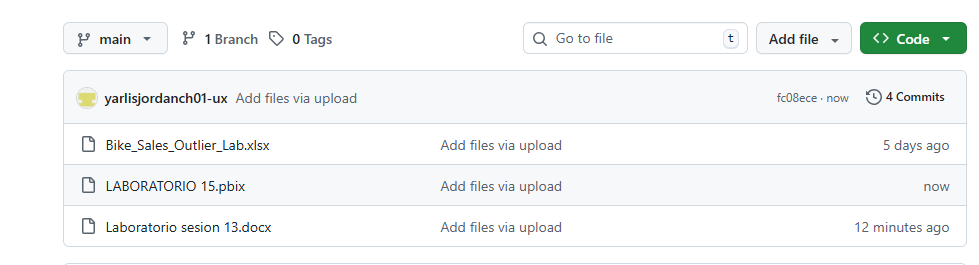 main 1 Branch 0 Tags Go to file t Add file Code
yarlisjordanch01-ux Add files via upload fc08ece · now 4 Commits
Bike_Sales_Outlier_Lab.xlsx Add files via upload 5 days ago
LABORATORIO 15.pbix Add files via upload now
Laboratorio sesion 13.docx Add files via upload 12 minutes ago